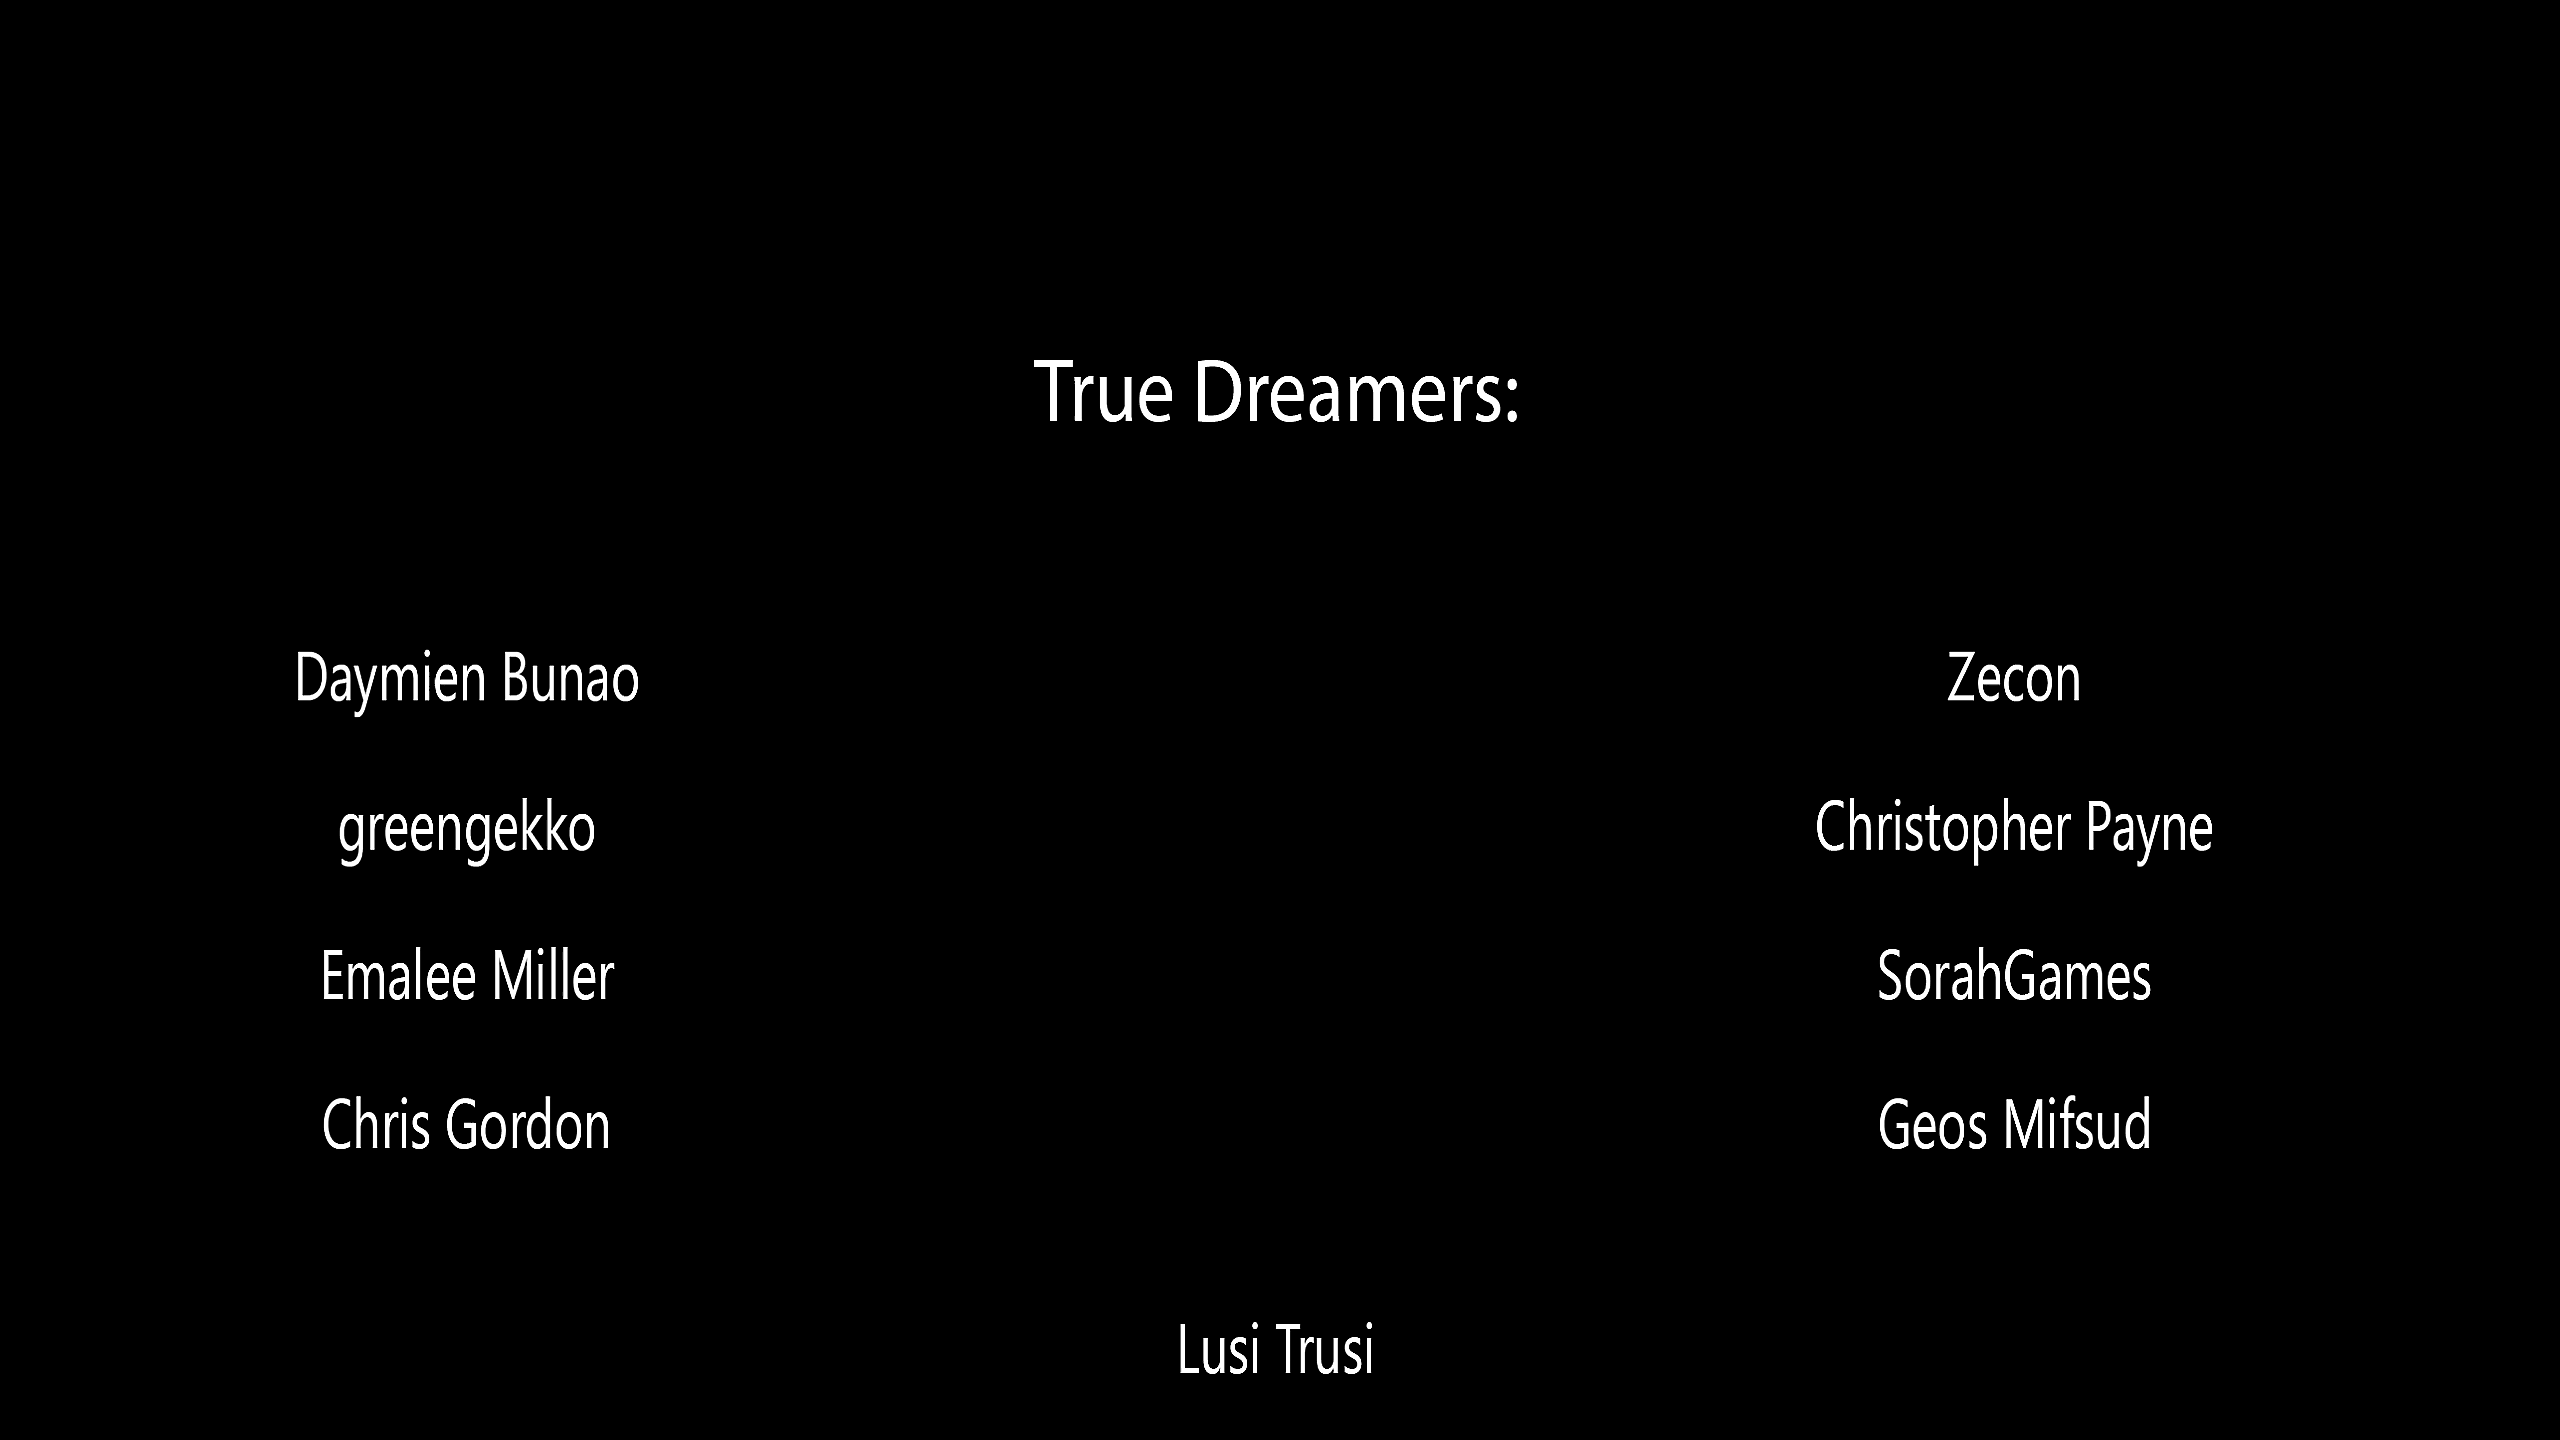 True Dreamers:
Daymien Bunao
Zecon
greengekko
Christopher Payne
Emalee Miller
SorahGames
Chris Gordon
Geos Mifsud
Lusi Trusi